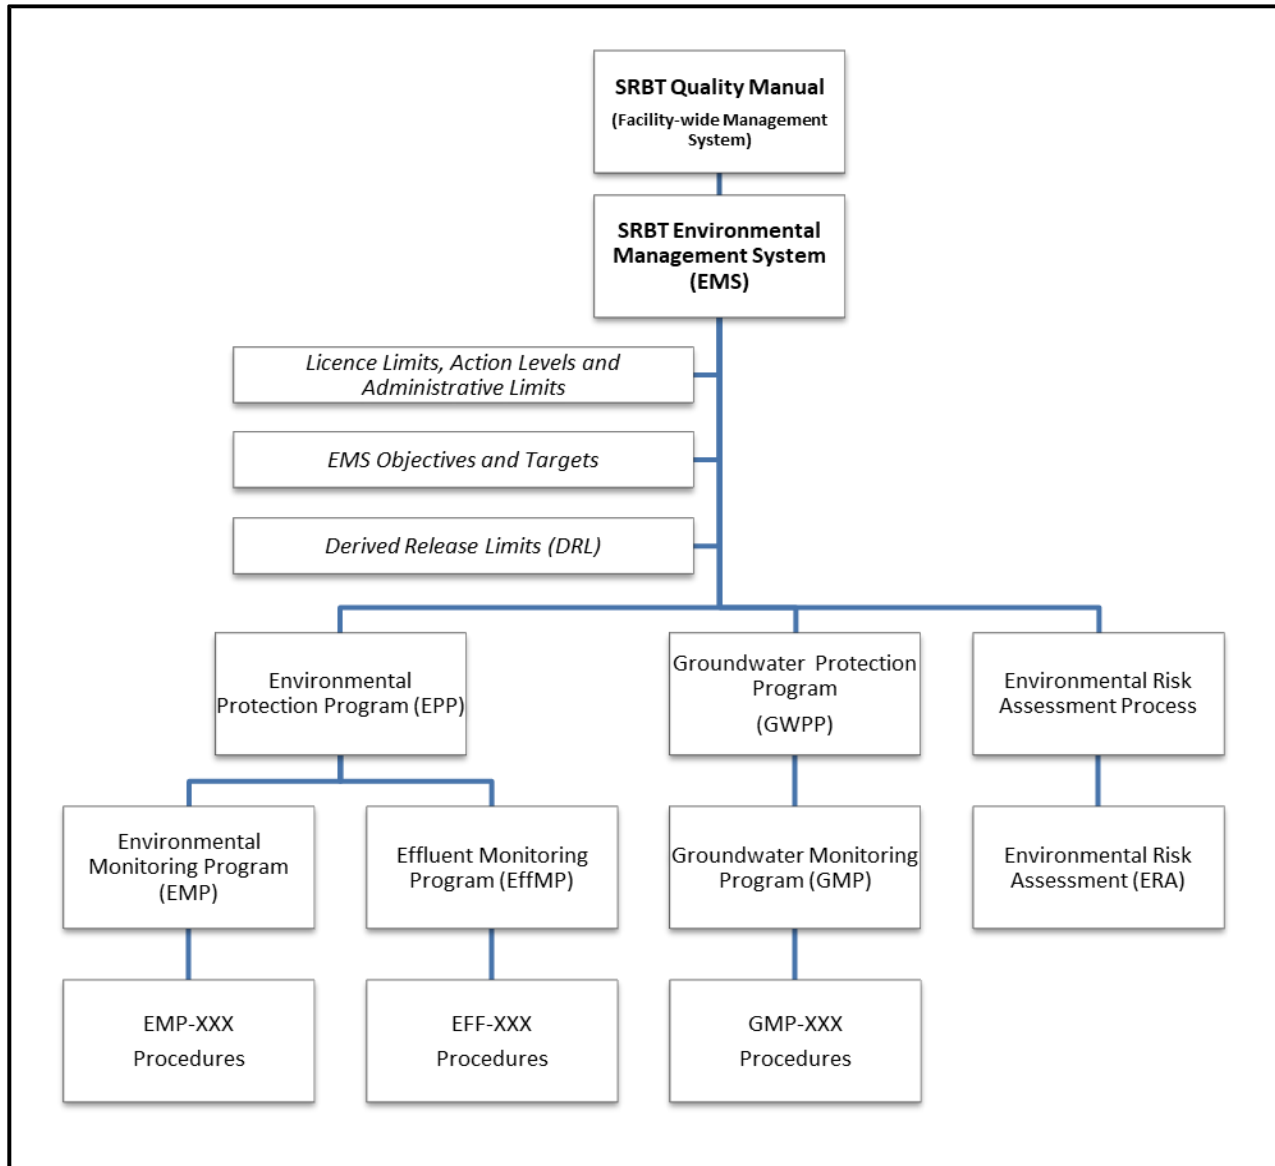 SRBT Quality Manual
(Facility-wide Management
System)
SRBT Environmental
Management System
(EMS)
Licence Limits, Action Levels and
Administrative Limits
EMS Objectives and Targets
Derived Release Limits (DRL)
Environmental
Protection Program (EPP)
Groundwater Protection
Program
(GWPP)
Environmental Risk
Assessment Process
Environmental
Monitoring Program
(EMP)
Effluent Monitoring
Program (EffMP)
Groundwater Monitoring
Program (GMP)
Environmental Risk
Assessment (ERA)
EMP-XXX
Procedures
EFF-XXX
Procedures
GMP-XXX
Procedures